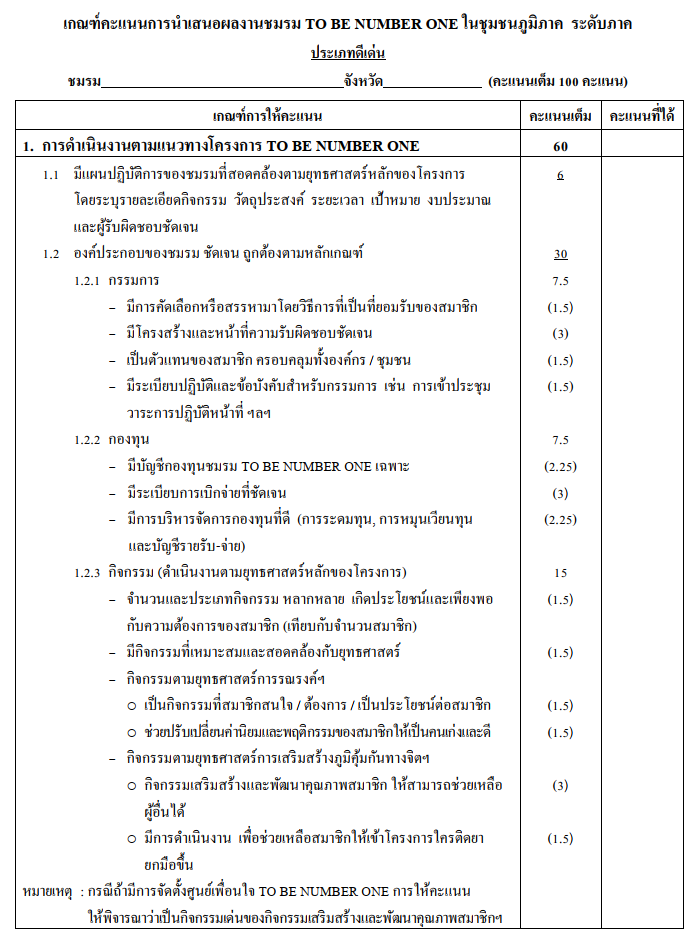 เกณฑ์คะแนนการนำเสนอผลงานชมรม TO BE NUMBER ONE ในชุมชนภูมิภาค ระดับภาค
ประเภทดีเด่น
ชมรม________________________________จังหวัด_____________ (คะแนนเต็ม 100 คะแนน)
เกณฑ์การให้คะแนน คะแนนเต็ม คะแนนที่ได้
1. การดำเนินงานตามแนวทางโครงการ TO BE NUMBER ONE 60
1.1 มีแผนปฏิบัติการของชมรมที่สอดคล้องตามยุทธศาสตร์หลักของโครงการ 6
โดยระบุรายละเอียดกิจกรรม วัตถุประสงค์ ระยะเวลา เป้าหมาย งบประมาณ
และผู้รับผิดชอบชัดเจน
1.2 องค์ประกอบของชมรม ชัดเจน ถูกต้องตามหลักเกณฑ์ 30
1.2.1 กรรมการ 7.5
– มีการคัดเลือกหรือสรรหามาโดยวิธีการที่เป็นที่ยอมรับของสมาชิก (1.5)
– มีโครงสร้างและหน้าที่ความรับผิดชอบชัดเจน (3)
– เป็นตัวแทนของสมาชิก ครอบคลุมทั้งองค์กร / ชุมชน (1.5)
– มีระเบียบปฏิบัติและข้อบังคับสำหรับกรรมการ เช่น การเข้าประชุม (1.5)
วาระการปฏิบัติหน้าที่ ฯลฯ
1.2.2 กองทุน 7.5
– มีบัญชีกองทุนชมรม TO BE NUMBER ONE เฉพาะ (2.25)
– มีระเบียบการเบิกจ่ายที่ชัดเจน (3)
– มีการบริหารจัดการกองทุนที่ดี (การระดมทุน, การหมุนเวียนทุน (2.25)
และบัญชีรายรับ-จ่าย)
1.2.3 กิจกรรม (ดำเนินงานตามยุทธศาสตร์หลักของโครงการ) 15
– จำนวนและประเภทกิจกรรม หลากหลาย เกิดประโยชน์และเพียงพอ (1.5)
กับความต้องการของสมาชิก (เทียบกับจำนวนสมาชิก)
– มีกิจกรรมที่เหมาะสมและสอดคล้องกับยุทธศาสตร์ (1.5)
– กิจกรรมตามยุทธศาสตร์การรณรงค์ฯ
o เป็นกิจกรรมที่สมาชิกสนใจ / ต้องการ / เป็นประโยชน์ต่อสมาชิก (1.5)
o ช่วยปรับเปลี่ยนค่านิยมและพฤติกรรมของสมาชิกให้เป็นคนเก่งและดี (1.5)
– กิจกรรมตามยุทธศาสตร์การเสริมสร้างภูมิคุ้มกันทางจิตฯ
o กิจกรรมเสริมสร้างและพัฒนาคุณภาพสมาชิก ให้สามารถช่วยเหลือ (3)
ผู้อื่นได้
o มีการดำเนินงาน เพื่อช่วยเหลือสมาชิกให้เข้าโครงการใครติดยา (1.5)
ยกมือขึ้น
หมายเหตุ : กรณีถ้ามีการจัดตั้งศูนย์เพื่อนใจ TO BE NUMBER ONE การให้คะแนน
ให้พิจารณาว่าเป็นกิจกรรมเด่นของกิจกรรมเสริมสร้างและพัฒนาคุณภาพสมาชิกฯ